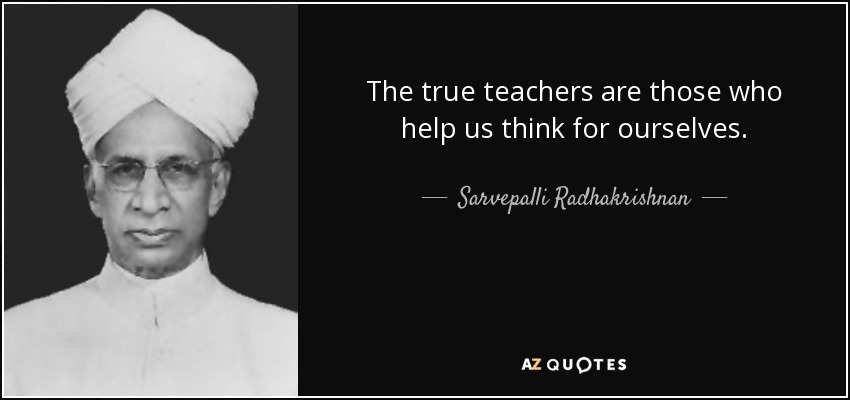 The true teachers are those who
help us think for ourselves.
Sarvepalli Radhakrishnan
AZ QUOTES